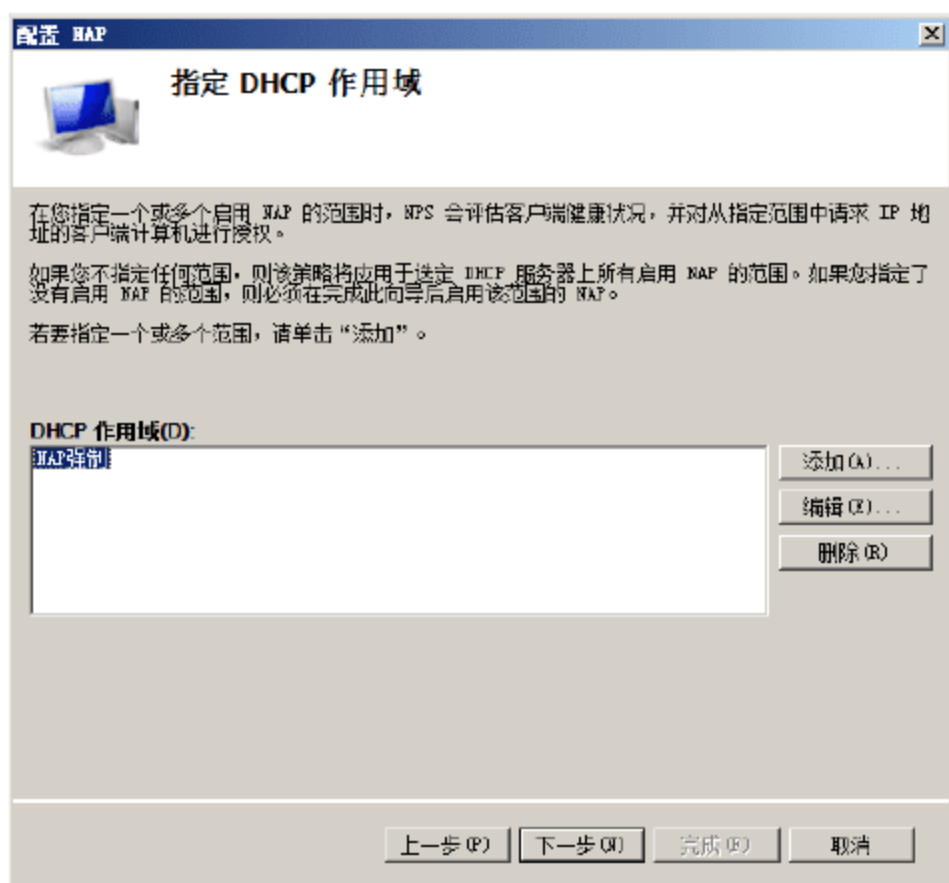 配置 NAP
指定 DHCP 作用域
在您指定一个或多个启用 NAP 的范围时，NPS 会评估客户端健康状况，并对从指定范围中请求 IP 地
址的客户端计算机进行授权。
如果您不指定任何范围，则该策略将应用于选定 DHCP 服务器上所有启用 NAP 的范围。如果您指定了
没有启用 NAP 的范围，则必须在完成此向导后启用该范围的 NAP。
若要指定一个或多个范围，请单击“添加”。
DHCP 作用域(D):
NAP强制
添加(A)...
编辑(E)...
删除(R)
上一步(P)
下一步(N)
完成(F)
取消